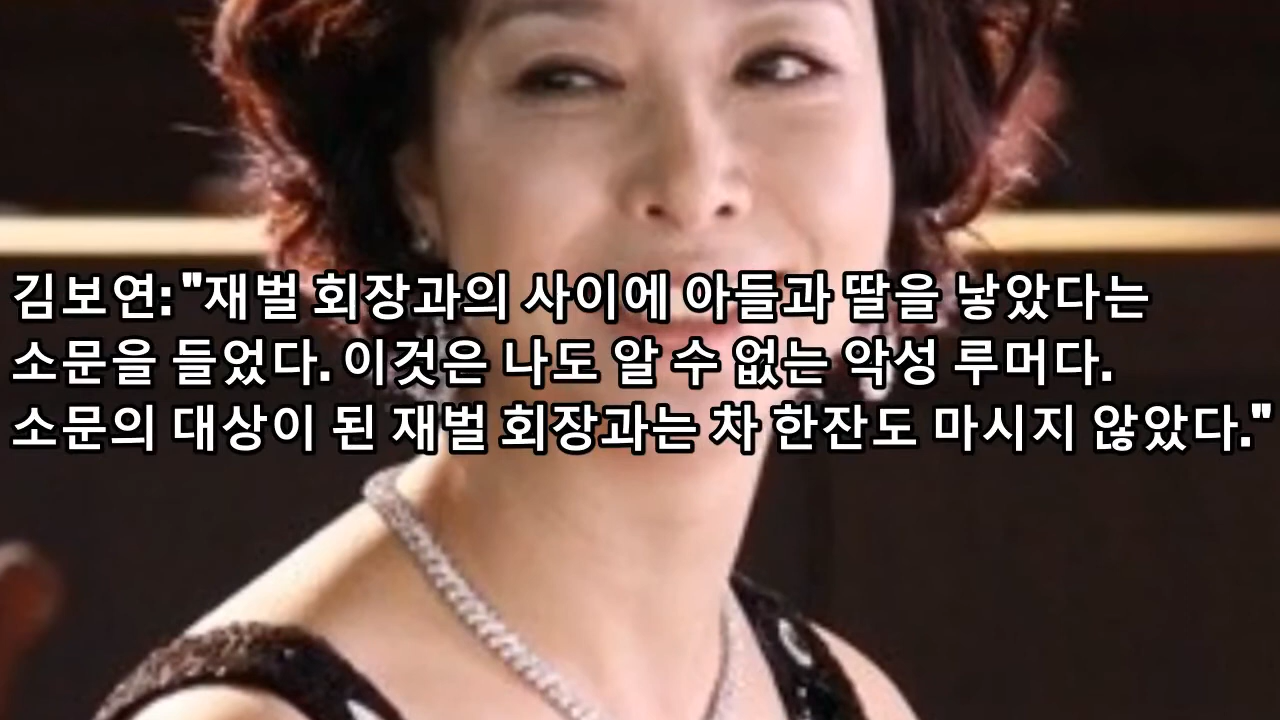 김보연: "재벌 회장과의 사이에 아들과 딸을 낳았다는
소문을 들었다. 이것은 나도 알 수 없는 악성 루머다.
소문의 대상이 된 재벌 회장과는 차 한잔도 마시지 않았다."